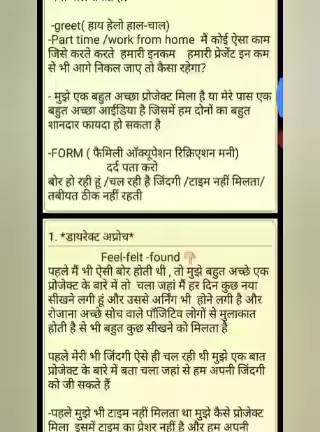 -greet( हाय हेलो हाल-चाल)
-Part time /work from home  में कोई ऐसा काम
जिसे करते करते  हमारी इनकम    हमारी प्रेजेंट इन कम
से भी आगे निकल जाए तो कैसा रहेगा?
- मुझे एक बहुत अच्छा प्रोजेक्ट मिला है या मेरे पास एक
बहुत अच्छा आईडिया है जिसमें हम दोनों का बहुत
शानदार फायदा हो सकता है
-FORM ( फैमिली ऑक्यूपेशन रिक्रिएशन मनी)
दर्द पता करो
बोर हो रही हूं /चल रही है जिंदगी /टाइम नहीं मिलता/
तबीयत ठीक नहीं रहती
1. *डायरेक्ट अप्रोच*
Feel-felt -found
पहले मैं भी ऐसी बोर होती थी , तो मुझे बहुत अच्छे एक
प्रोजेक्ट के बारे में तो  चला जहां मैं हर दिन कुछ नया
सीखने लगी हूं और उससे अर्निंग भी  होने लगी है और
रोजाना अच्छे सोच वाले पॉजिटिव लोगों से मुलाकात
होती है से भी बहुत कुछ सीखने को मिलता है
पहले मेरी भी जिंदगी ऐसे ही चल रही थी मुझे एक बात
प्रोजेक्ट के बारे में बता चला जहां से हम अपनी जिंदगी
को जी सकते हैं
-पहले मुझे भी टाइम नहीं मिलता था मुझे कैसे प्रोजेक्ट
मिला  इसमें टाइम का प्रेशर नहीं है और हम अपनी